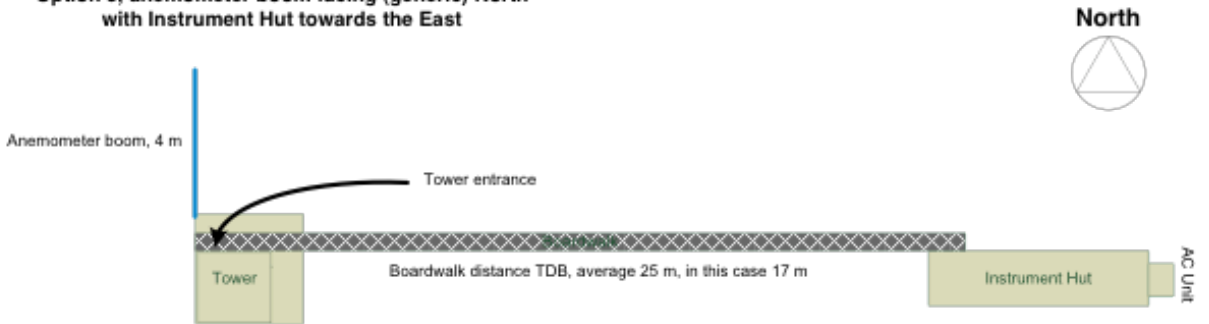 with Instrument Hut towards the East
North
Anemometer boom, 4 m
Tower entrance
Boardwalk
Tower
Boardwalk distance TDB, average 25 m, in this case 17 m
Instrument Hut
AC Unit